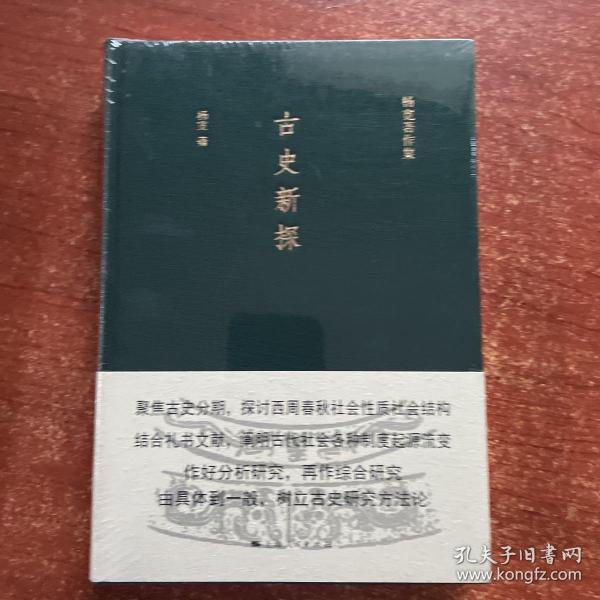 杨宽著作集
古史新探
杨宽 著
聚焦古史分期，探讨西周春秋社会性质社会结构
结合礼书文献，阐明古代社会各种制度起源流变
作好分析研究，再作综合研究
由具体到一般，树立古史研究方法论
孔夫子旧书网
www.kongfz.com